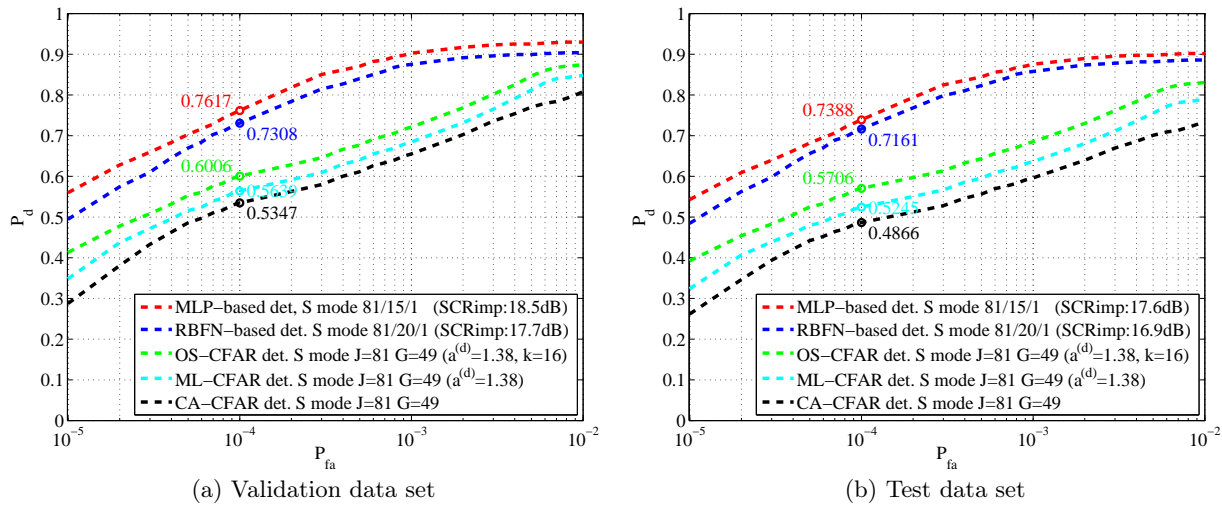 1
0.9
0.8
0.7
0.6
0.5
0.4
0.3
0.2
0.1
0
P_d
0.7617
0.7308
0.6006
0.5347
MLP−based det, S mode 81/15/1 (SCRimp:18.5dB)
RBFN−based det. S mode 81/20/1 (SCRimp:17.7dB)
OS−CFAR det. S mode J=81 G=49 (a^(d)=1.38, k=16)
ML−CFAR det. S mode J=81 G=49 (a^(d)=1.38)
CA−CFAR det. S mode J=81 G=49
10^−5
10^−4
10^−3
10^−2
P_fa
(a) Validation data set
1
0.9
0.8
0.7
0.6
0.5
0.4
0.3
0.2
0.1
0
P_d
0.7388
0.7161
0.5706
0.5245
0.4866
MLP−based det. S mode 81/15/1 (SCRimp:17.6dB)
RBFN−based det. S mode 81/20/1 (SCRimp:16.9dB)
OS−CFAR det. S mode J=81 G=49 (a^(d)=1.38, k=16)
ML−CFAR det. S mode J=81 G=49 (a^(d)=1.38)
CA−CFAR det. S mode J=81 G=49
10^−5
10^−4
10^−3
10^−2
P_fa
(b) Test data set